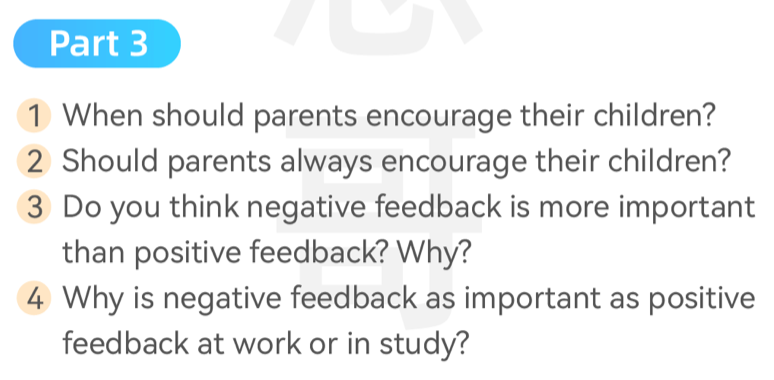 Part 3
1 When should parents encourage their children?
2 Should parents always encourage their children?
3 Do you think negative feedback is more important
than positive feedback? Why?
4 Why is negative feedback as important as positive
feedback at work or in study?
哥